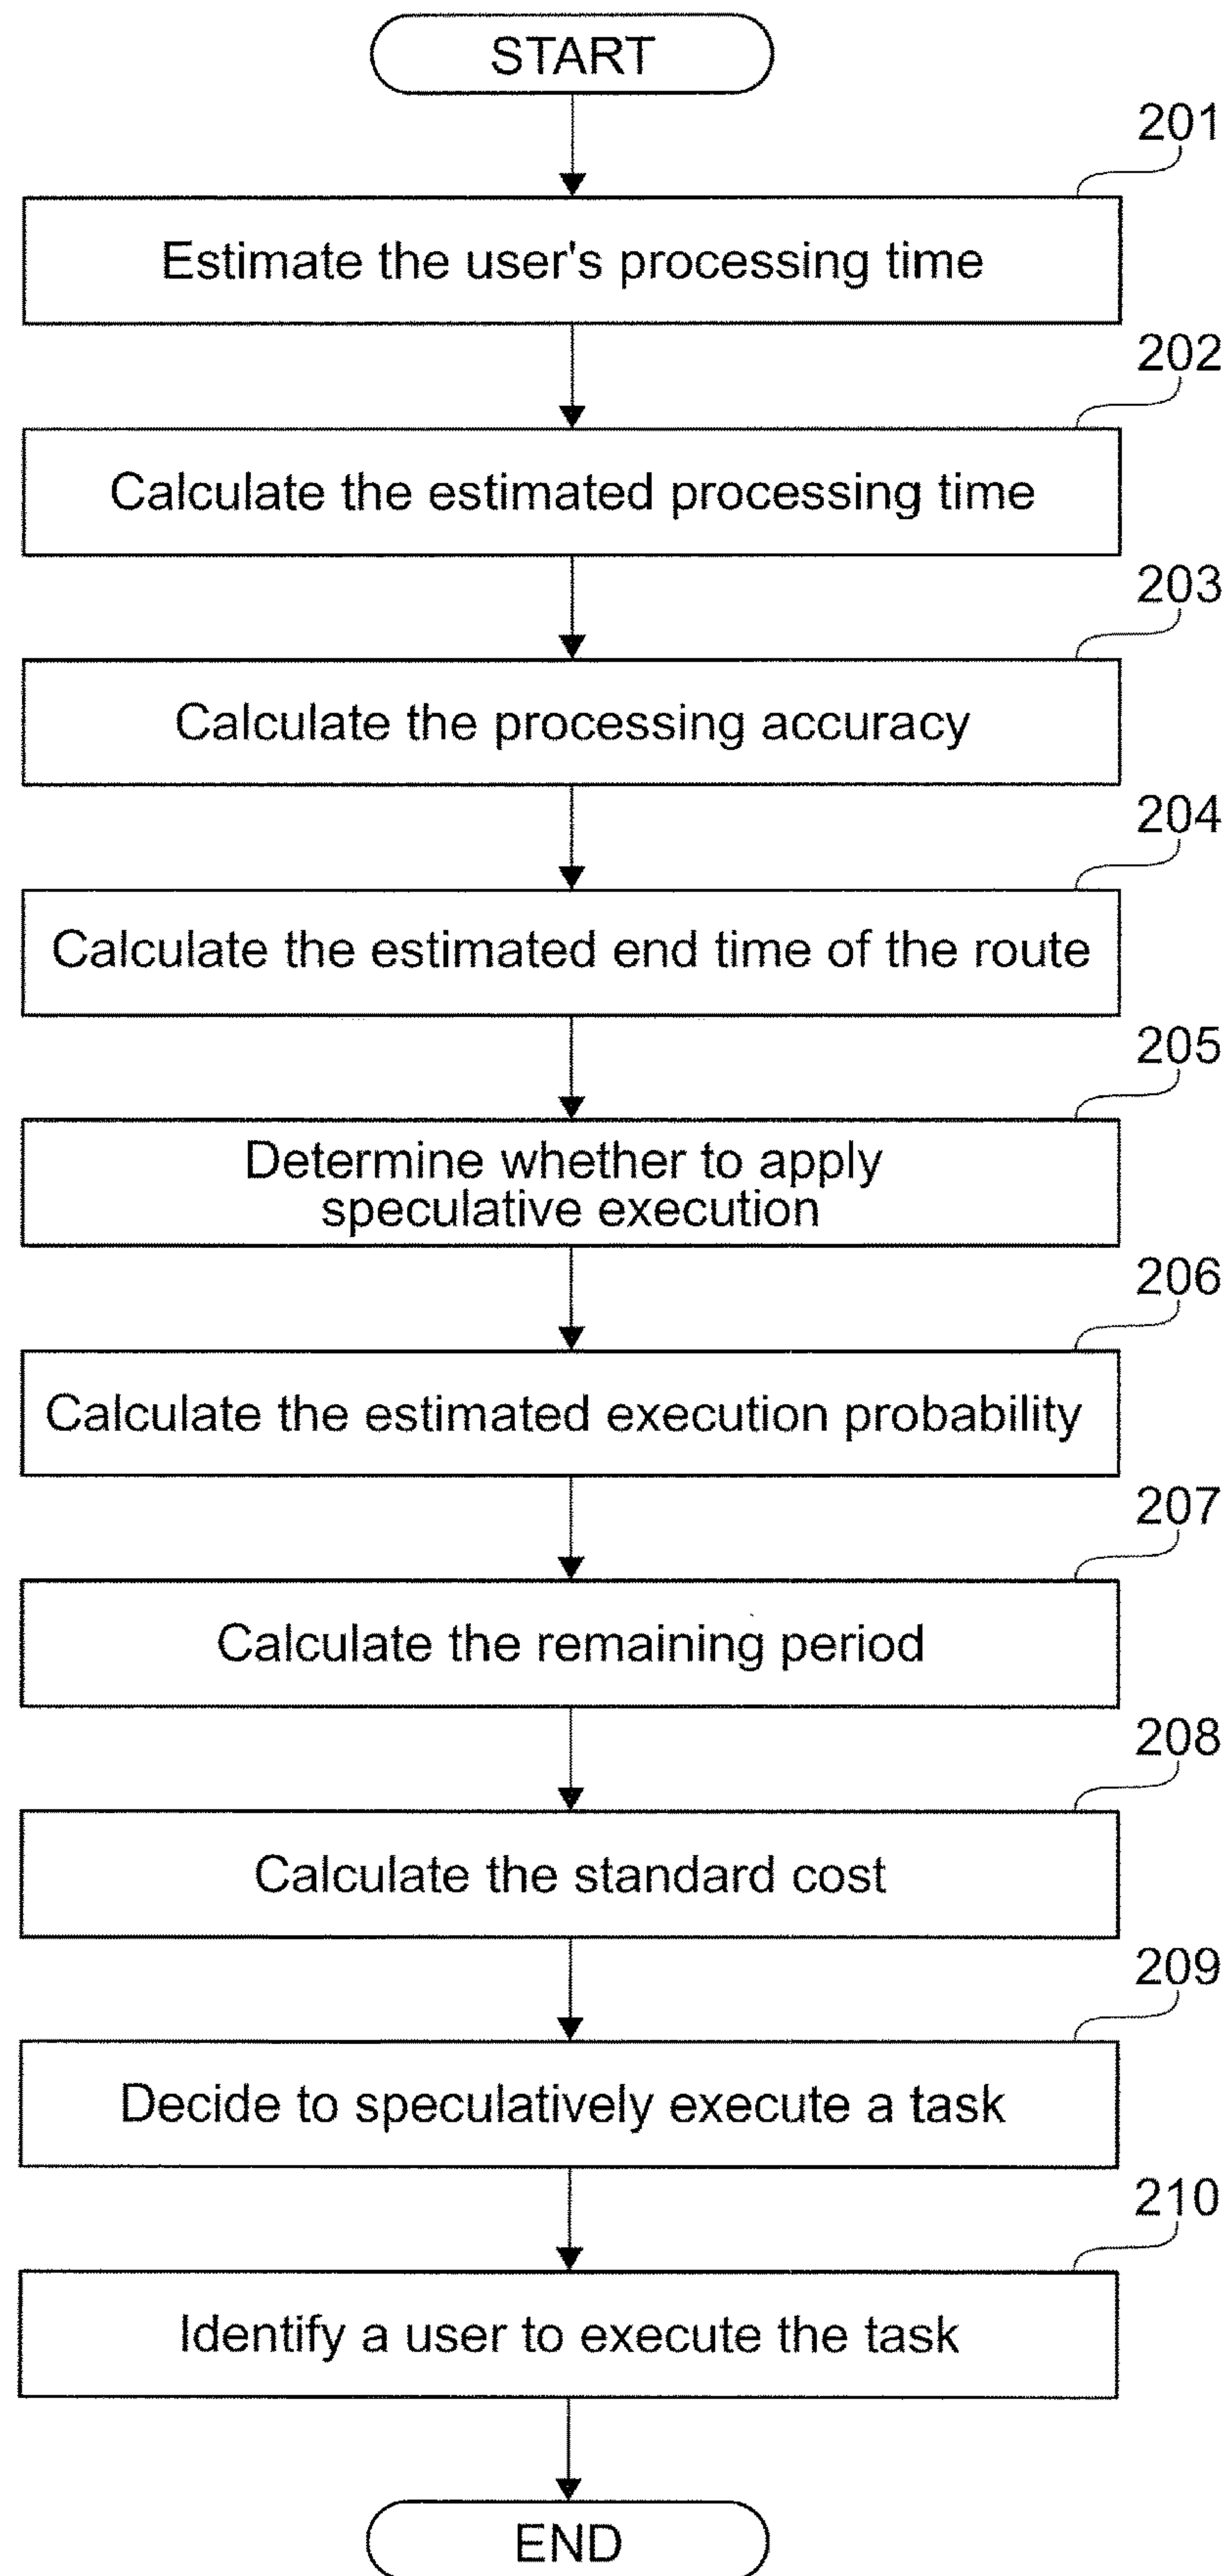 START
201
Estimate the user's processing time
202
Calculate the estimated processing time
203
Calculate the processing accuracy
204
Calculate the estimated end time of the route
205
Determine whether to apply
speculative execution
206
Calculate the estimated execution probability
207
Calculate the remaining period
208
Calculate the standard cost
209
Decide to speculatively execute a task
210
Identify a user to execute the task
END